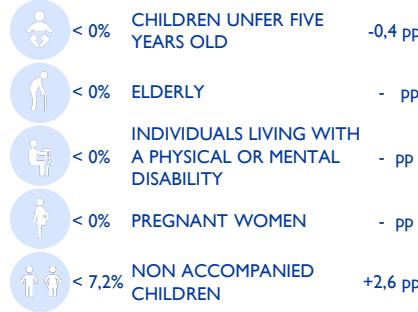 < 0% CHILDREN UNFER FIVE YEARS OLD -0,4 pp
< 0% ELDERLY - pp
< 0% INDIVIDUALS LIVING WITH A PHYSICAL OR MENTAL DISABILITY - pp
< 0% PREGNANT WOMEN - pp
< 7,2% NON ACCOMPANIED CHILDREN +2,6 pp